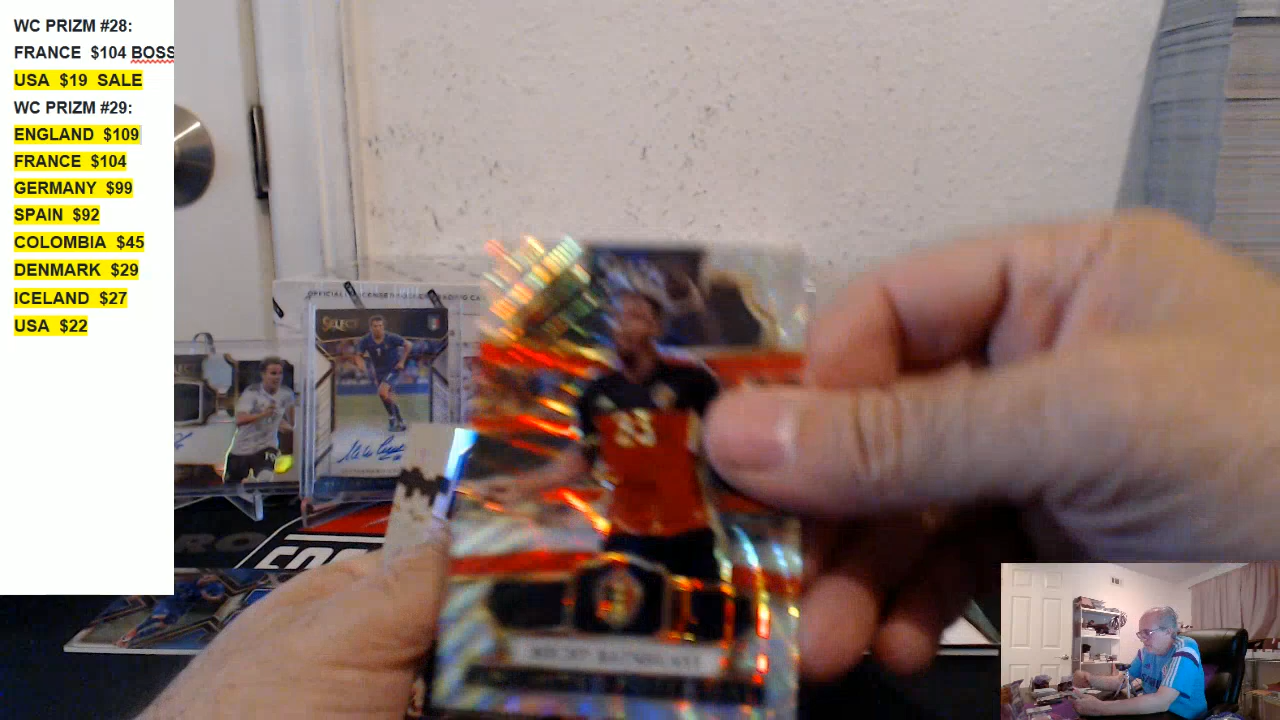 WC PRIZM #28:
FRANCE $104 BOSS
USA $19 SALE
WC PRIZM #29:
ENGLAND $109
FRANCE $104
GERMANY $99
SPAIN $92
COLOMBIA $45
DENMARK $29
ICELAND $27
USA $22
SELECT
23